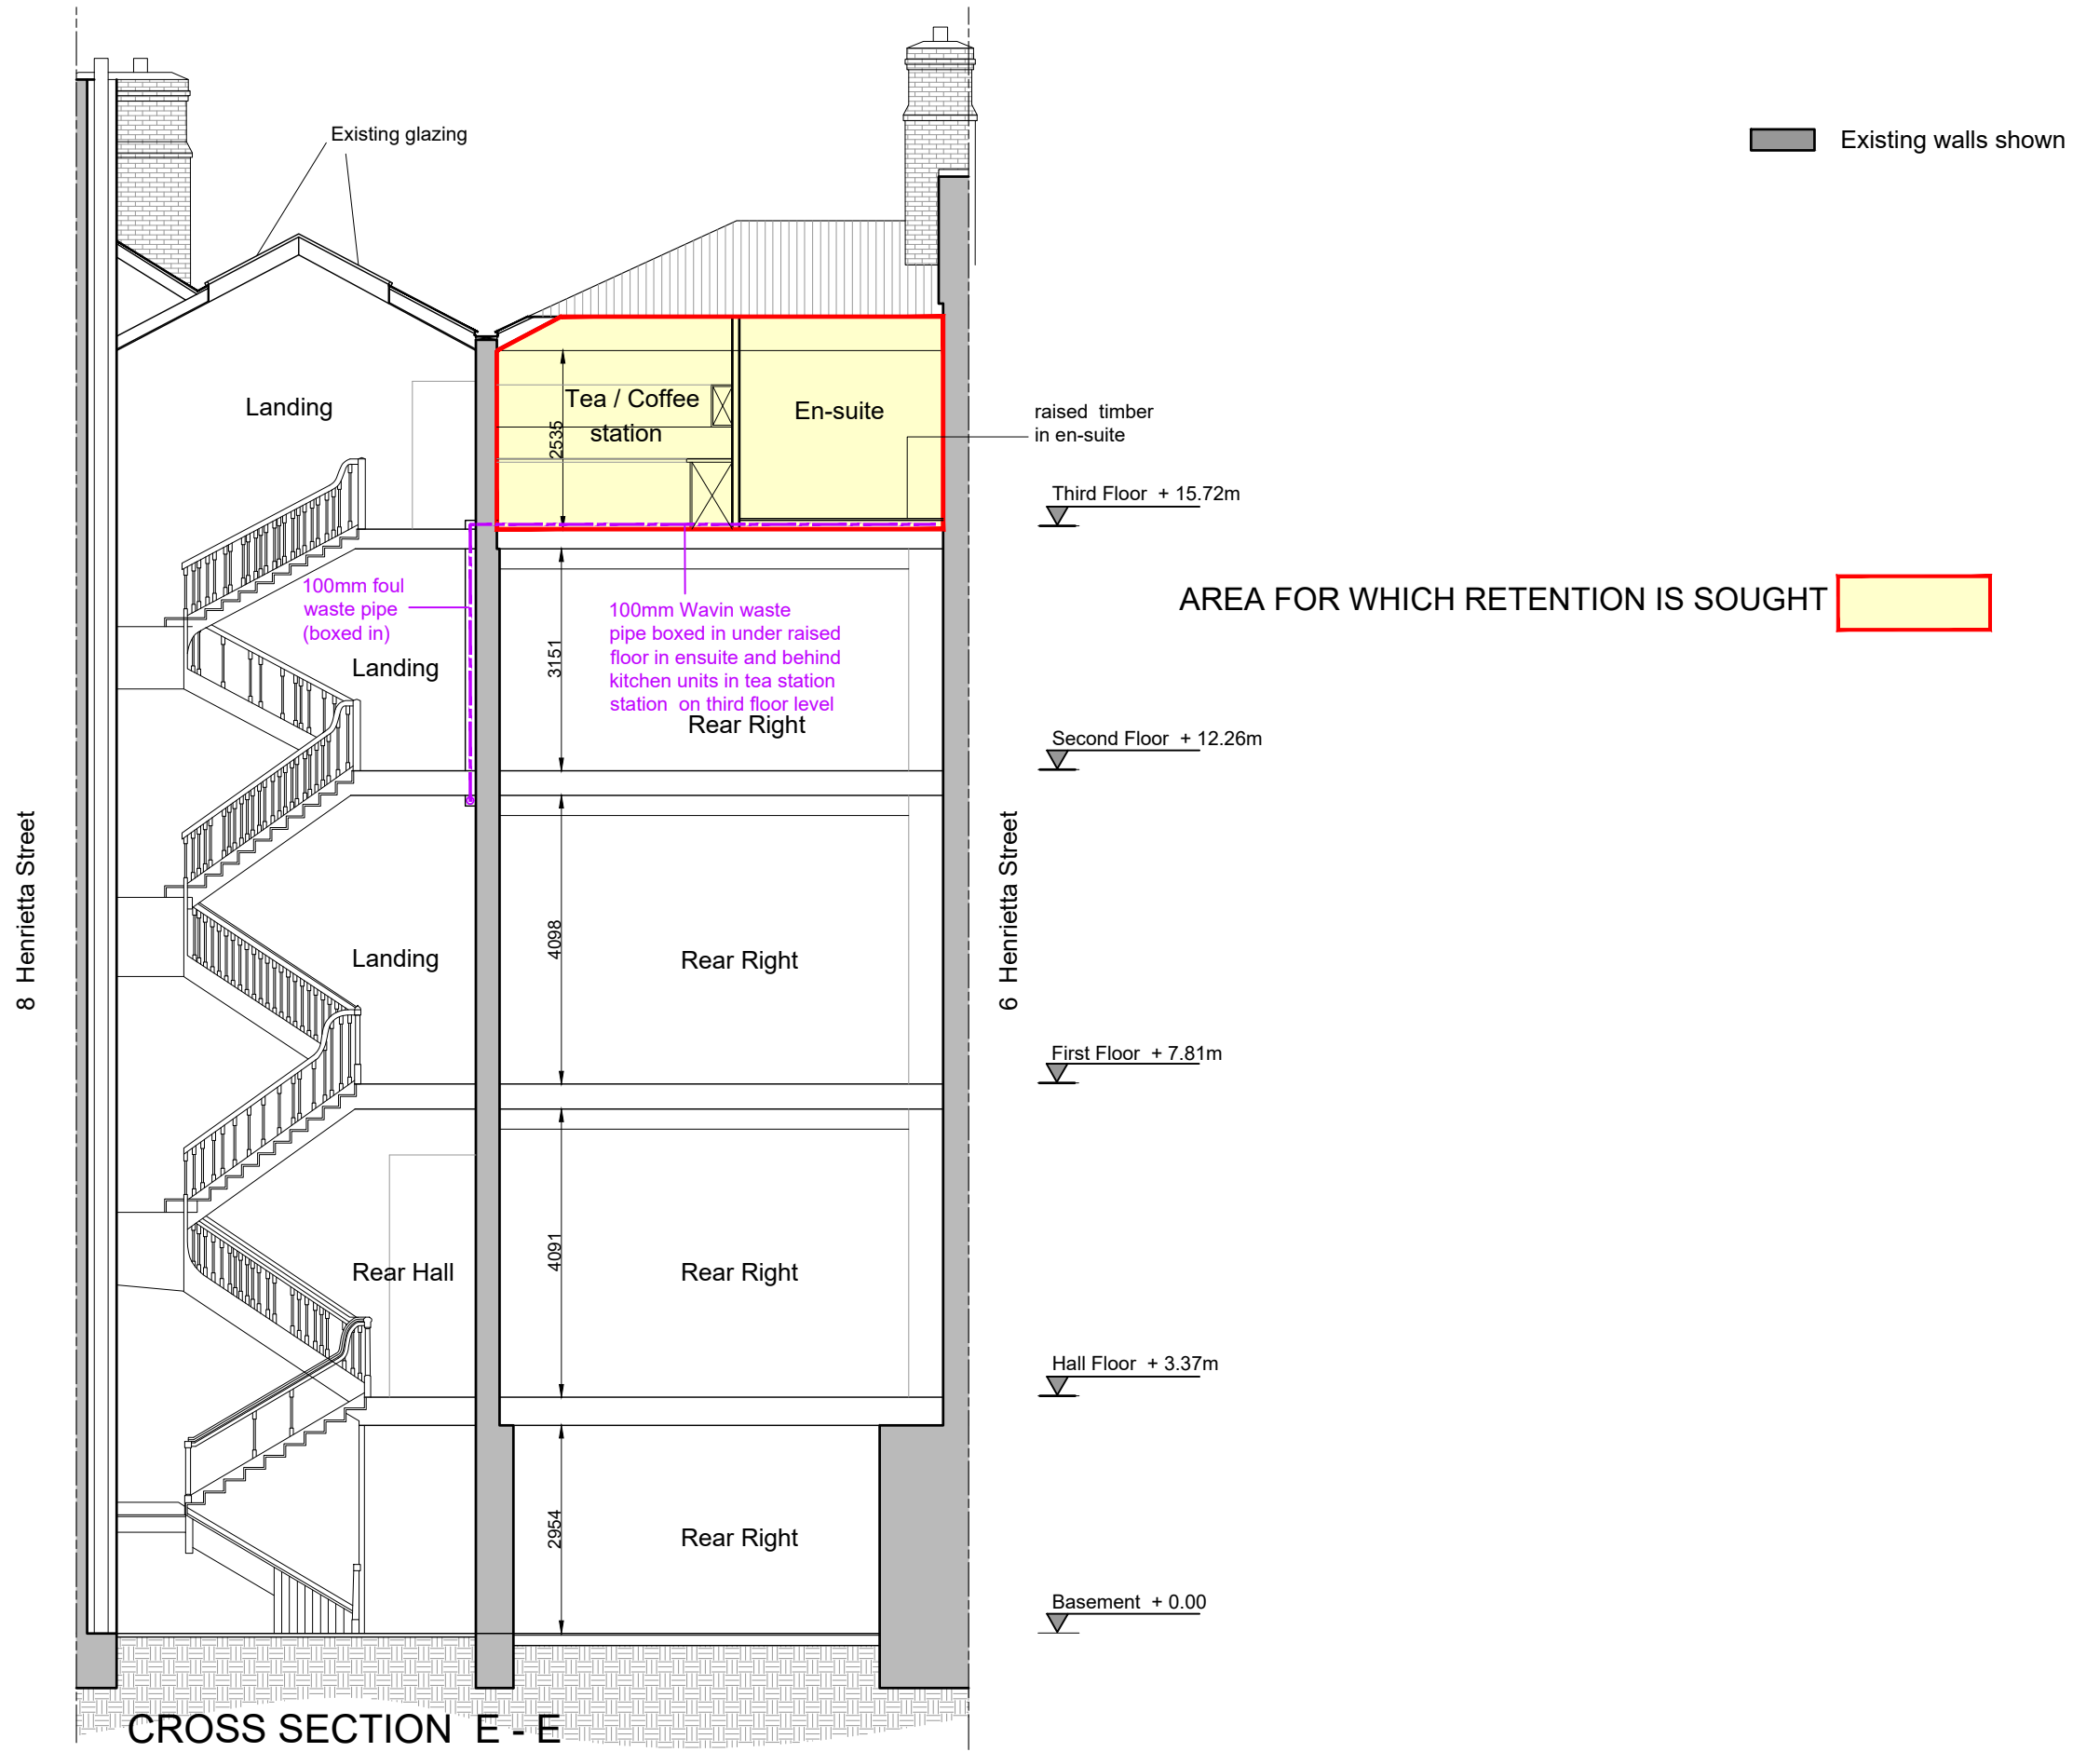 Existing glazing
Existing walls shown
Landing
Tea / Coffee
station
2535
En-suite
raised timber
in en-suite
Third Floor + 15.72m
AREA FOR WHICH RETENTION IS SOUGHT
100mm foul
waste pipe
(boxed in)
Landing
3151
100mm Wavin waste
pipe boxed in under raised
floor in ensuite and behind
kitchen units in tea station
station on third floor level
Rear Right
Second Floor + 12.26m
8 Henrietta Street
6 Henrietta Street
Landing
4098
Rear Right
First Floor + 7.81m
Rear Hall
4091
Rear Right
Hall Floor + 3.37m
2954
Rear Right
Basement + 0.00
CROSS SECTION E - E